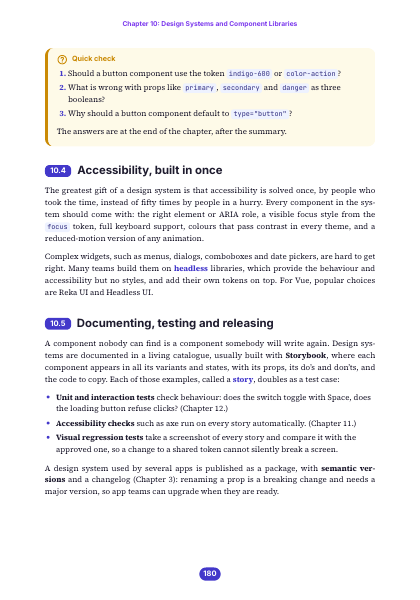 Chapter 10: Design Systems and Component Libraries
Quick check
1. Should a button component use the token indigo-600 or color-action?
2. What is wrong with props like primary, secondary and danger as three
booleans?
3. Why should a button component default to type="button"?
The answers are at the end of the chapter, after the summary.
10.4 Accessibility, built in once
The greatest gift of a design system is that accessibility is solved once, by people who
took the time, instead of fifty times by people in a hurry. Every component in the sys-
tem should come with: the right element or ARIA role, a visible focus style from the
focus token, full keyboard support, colours that pass contrast in every theme, and a
reduced-motion version of any animation.
Complex widgets, such as menus, dialogs, comboboxes and date pickers, are hard to get
right. Many teams build them on headless libraries, which provide the behaviour and
accessibility but no styles, and add their own tokens on top. For Vue, popular choices
are Reka UI and Headless UI.
10.5 Documenting, testing and releasing
A component nobody can find is a component somebody will write again. Design sys-
tems are documented in a living catalogue, usually built with Storybook, where each
component appears in all its variants and states, with its props, its do's and don'ts, and
the code to copy. Each of those examples, called a story, doubles as a test case:
• Unit and interaction tests check behaviour: does the switch toggle with Space, does
the loading button refuse clicks? (Chapter 12.)
• Accessibility checks such as axe run on every story automatically. (Chapter 11.)
• Visual regression tests take a screenshot of every story and compare it with the
approved one, so a change to a shared token cannot silently break a screen.
A design system used by several apps is published as a package, with semantic ver-
sions and a changelog (Chapter 3): renaming a prop is a breaking change and needs a
major version, so app teams can upgrade when they are ready.
180